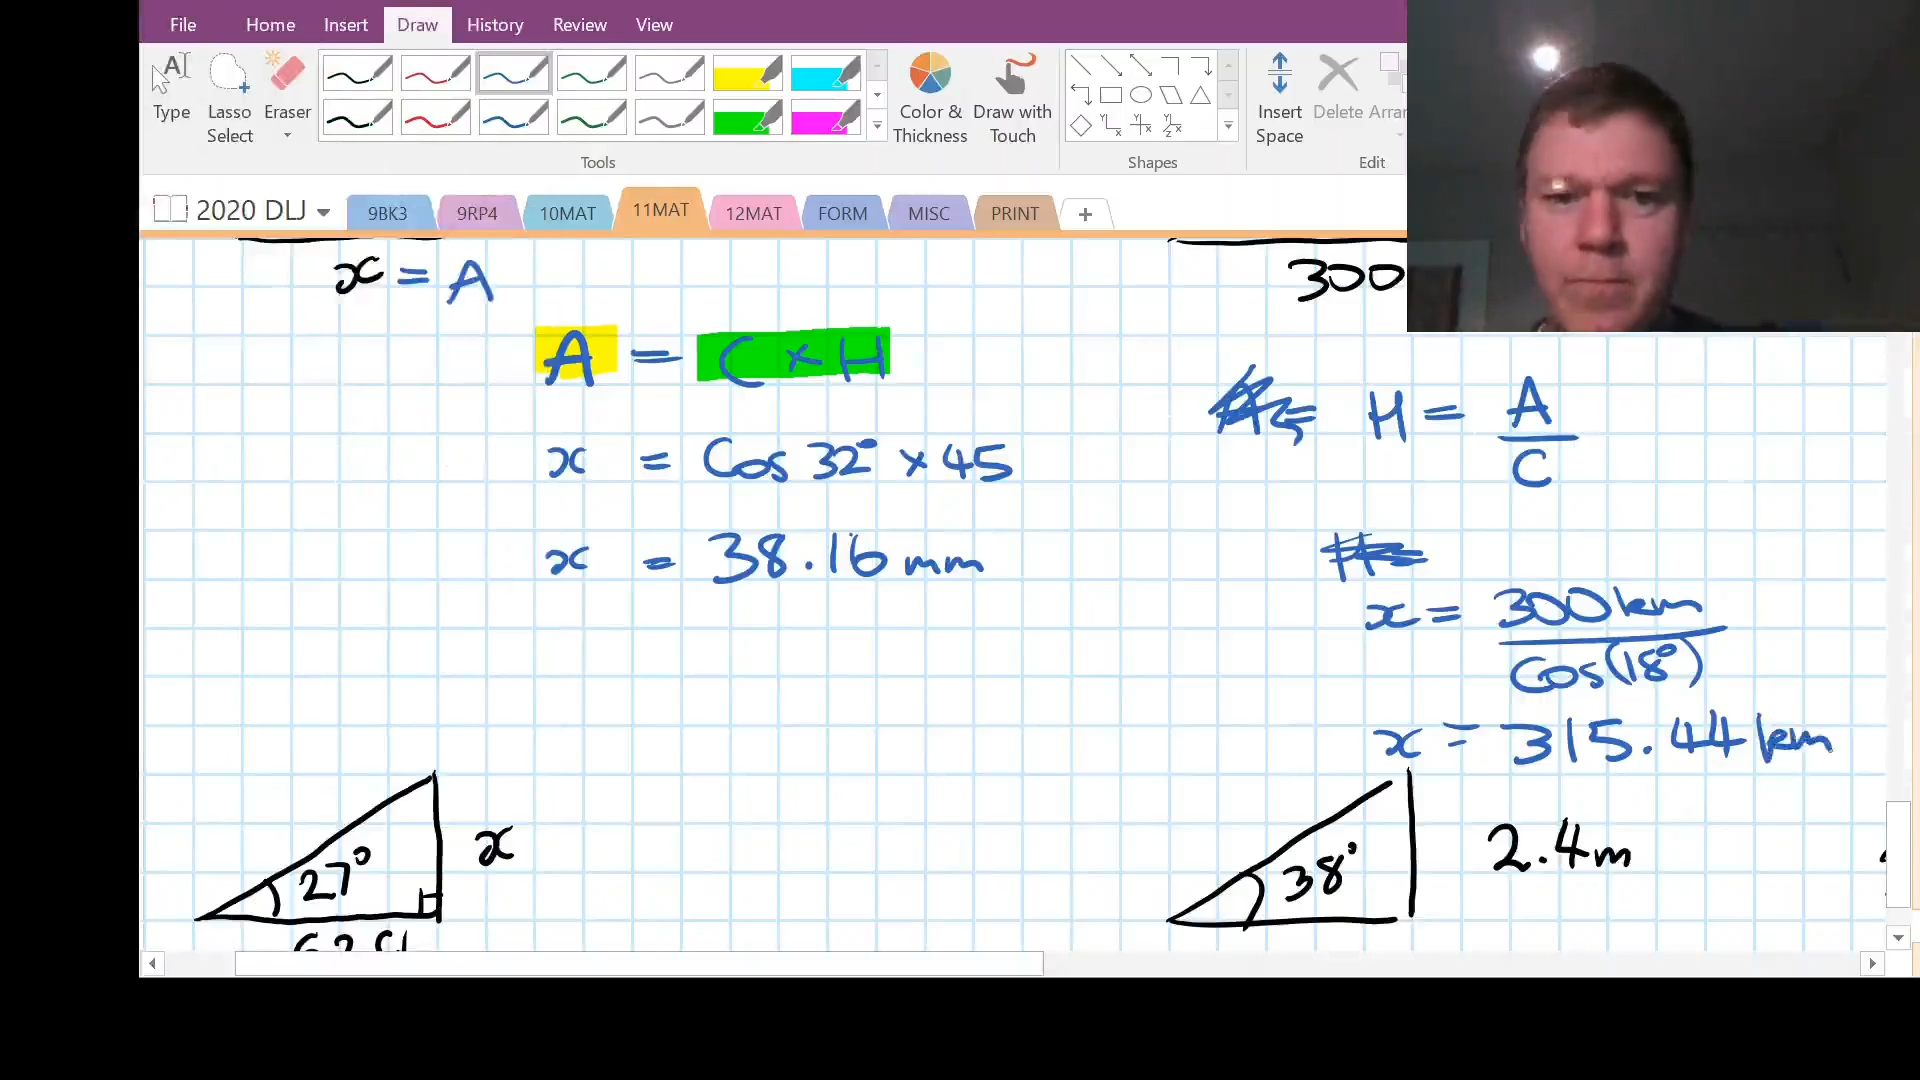 File Home Insert Draw History Review View
Type
Lasso Select
Eraser
Color & Thickness
Draw with Touch
Insert Space
Delete
Arran
Tools
Shapes
Edit
2020 DLJ 9BK3 9RP4 10MAT 11MAT 12MAT FORM MISC PRINT +
x = A
A = C × H
x = Cos 32° × 45
x = 38.16 mm
300
H = A
C
x = 300km
Cos(18°)
x = 315.44 km
27°
x
38°
2.4m